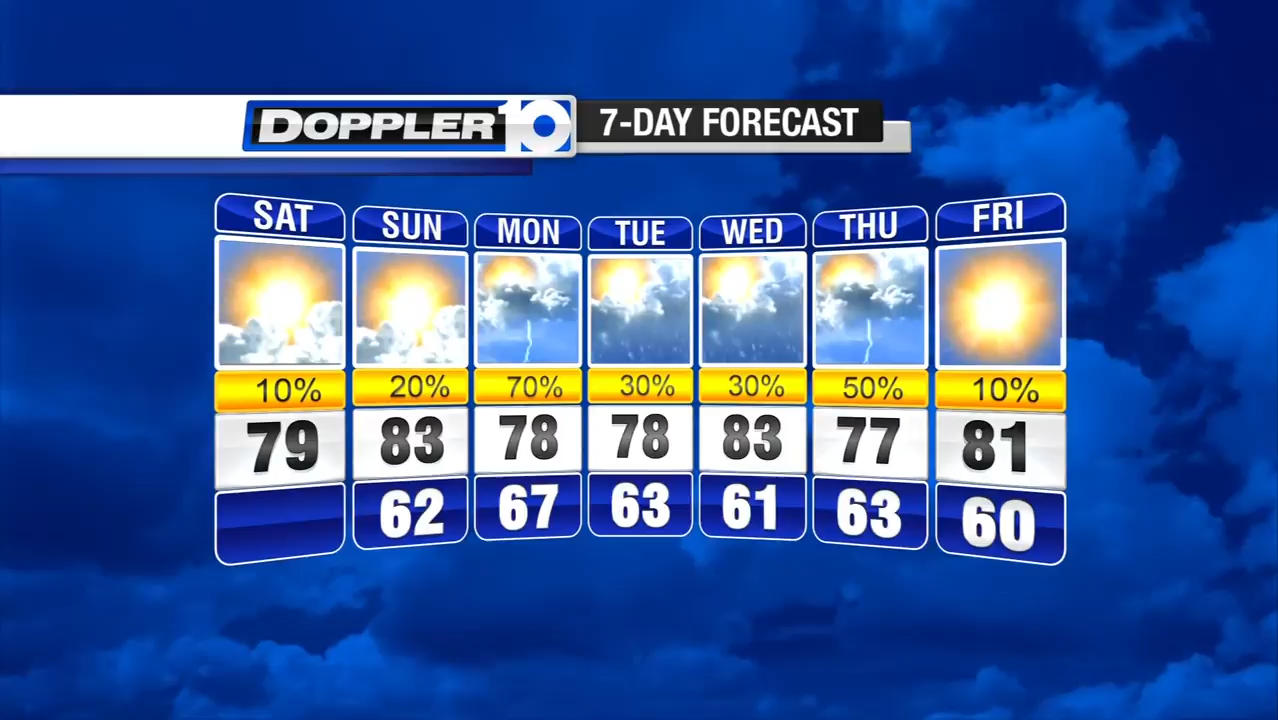 DOPPLER 10 7-DAY FORECAST
SAT SUN MON TUE WED THU FRI
10% 20% 70% 30% 30% 50% 10%
79 83 78 78 83 77 81
62 67 63 61 63 60